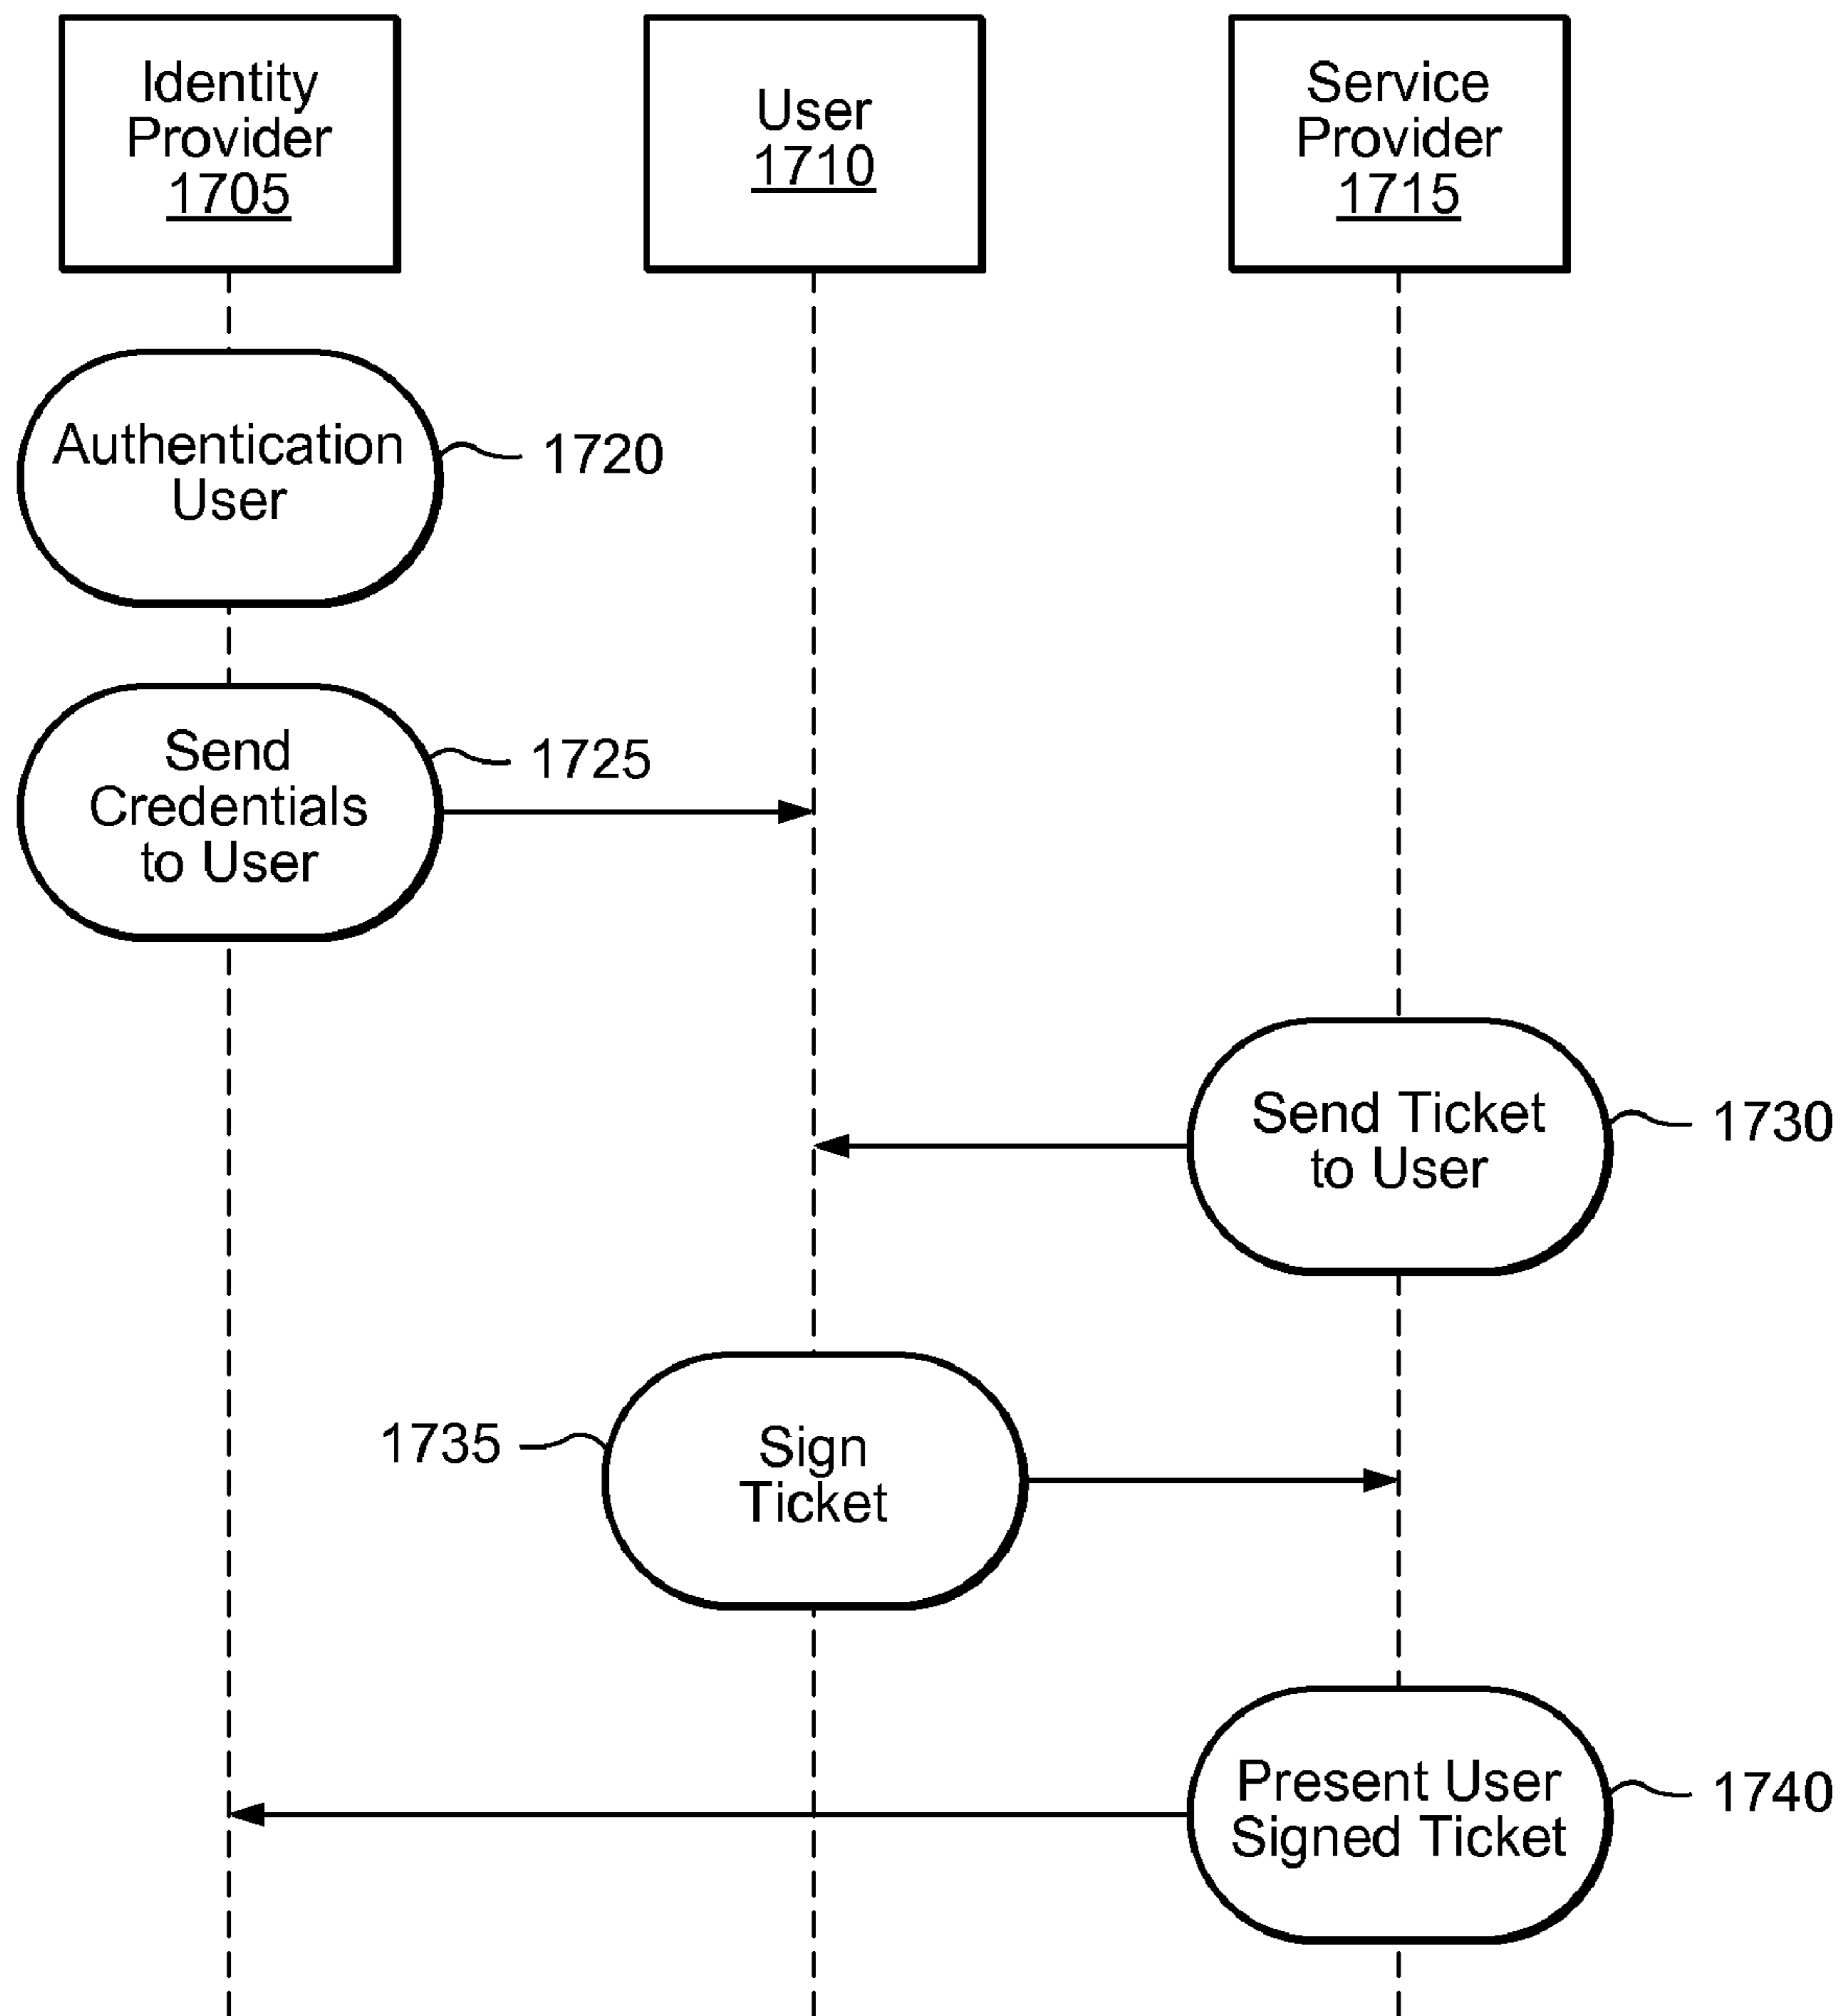 Identity
Provider
1705
User
1710
Service
Provider
1715
Authentication
User
1720
Send
Credentials
to User
1725
Send Ticket
to User
1730
1735
Sign
Ticket
Present User
Signed Ticket
1740